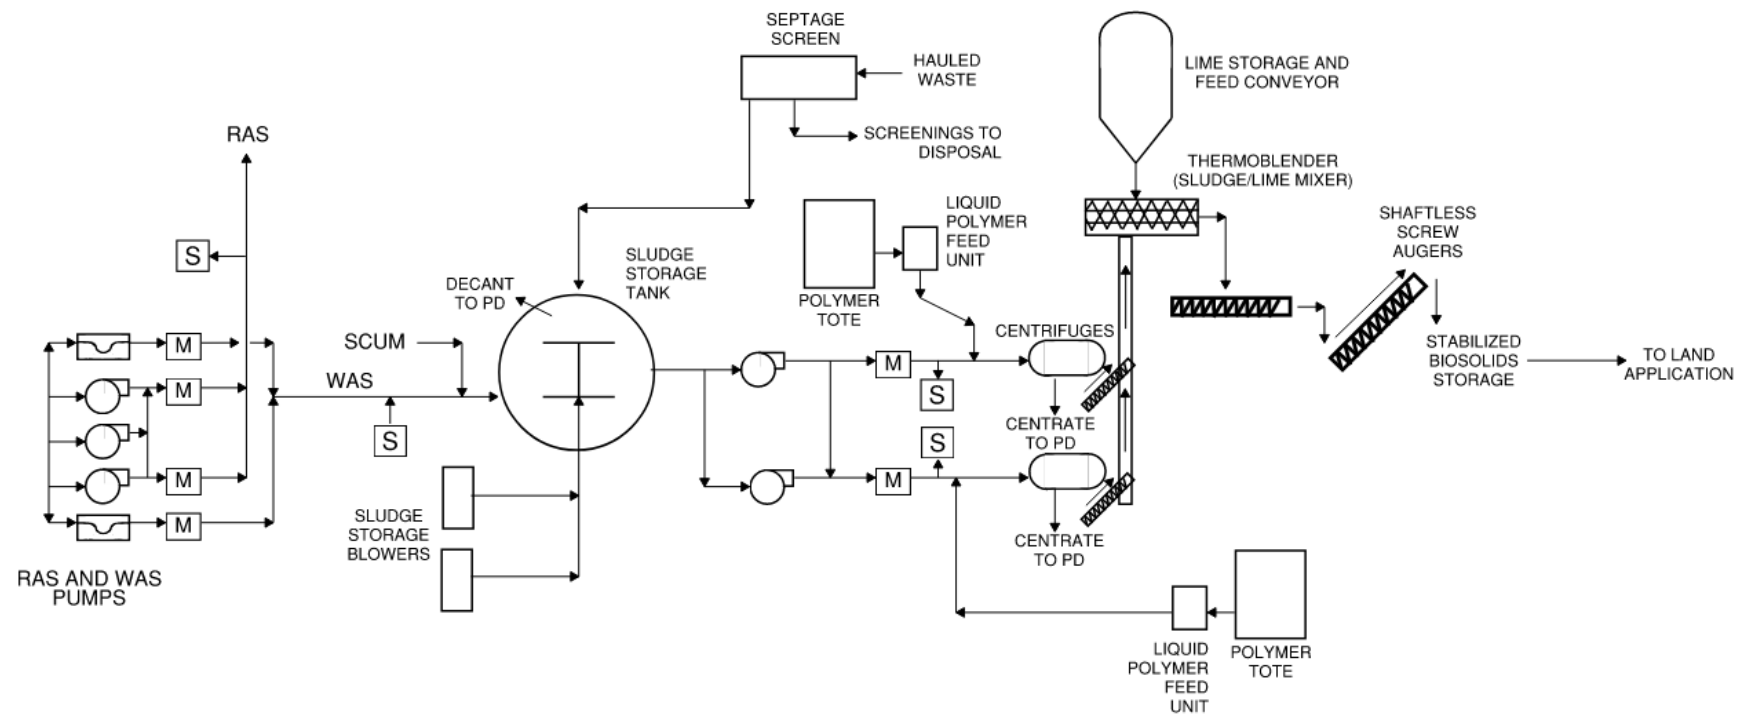 SEPTAGE
SCREEN
HAULED
WASTE
SCREENINGS TO
DISPOSAL
LIME STORAGE AND
FEED CONVEYOR
THERMOBLENDER
(SLUDGE/LIME MIXER)
SHAFTLESS
SCREW
AUGERS
STABILIZED
BIOSOLIDS
STORAGE
TO LAND
APPLICATION
RAS
S
M
M
M
M
RAS AND WAS
PUMPS
SCUM
WAS
S
DECANT
TO PD
SLUDGE
STORAGE
TANK
SLUDGE
STORAGE
BLOWERS
POLYMER
TOTE
LIQUID
POLYMER
FEED
UNIT
M
S
CENTRIFUGES
CENTRATE
TO PD
S
M
CENTRATE
TO PD
LIQUID
POLYMER
FEED
UNIT
POLYMER
TOTE